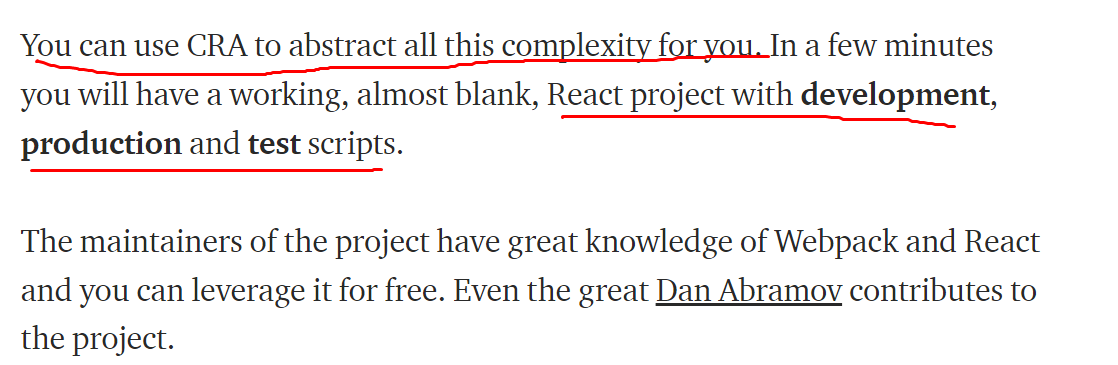 You can use CRA to abstract all this complexity for you. In a few minutes
you will have a working, almost blank, React project with development,
production and test scripts.
The maintainers of the project have great knowledge of Webpack and React
and you can leverage it for free. Even the great Dan Abramov contributes to
the project.